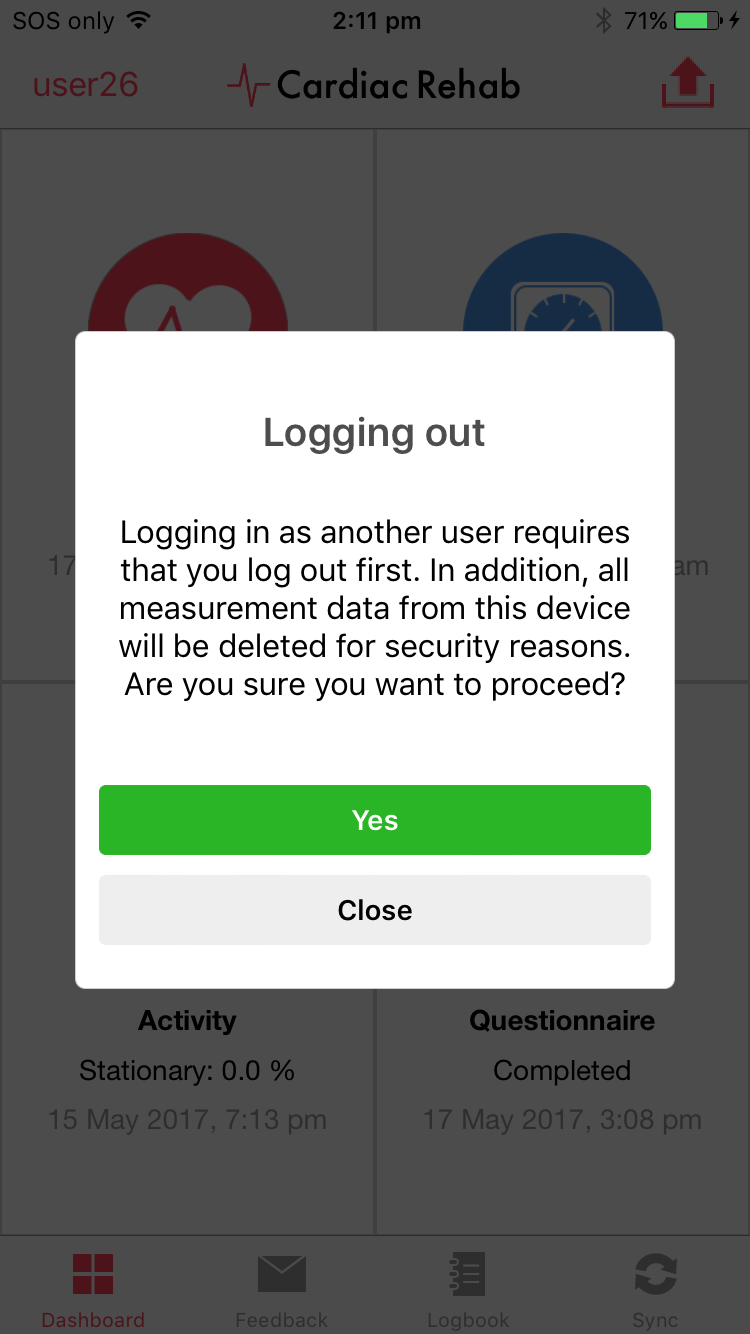 SOS only 2:11 pm 71%
user26 Cardiac Rehab
Logging out
Logging in as another user requires
that you log out first. In addition, all
measurement data from this device
will be deleted for security reasons.
Are you sure you want to proceed?
17
am
Yes
Close
Activity
Questionnaire
Stationary: 0.0 %
Completed
15 May 2017, 7:13 pm
17 May 2017, 3:08 pm
Dashboard
Feedback
Logbook
Sync